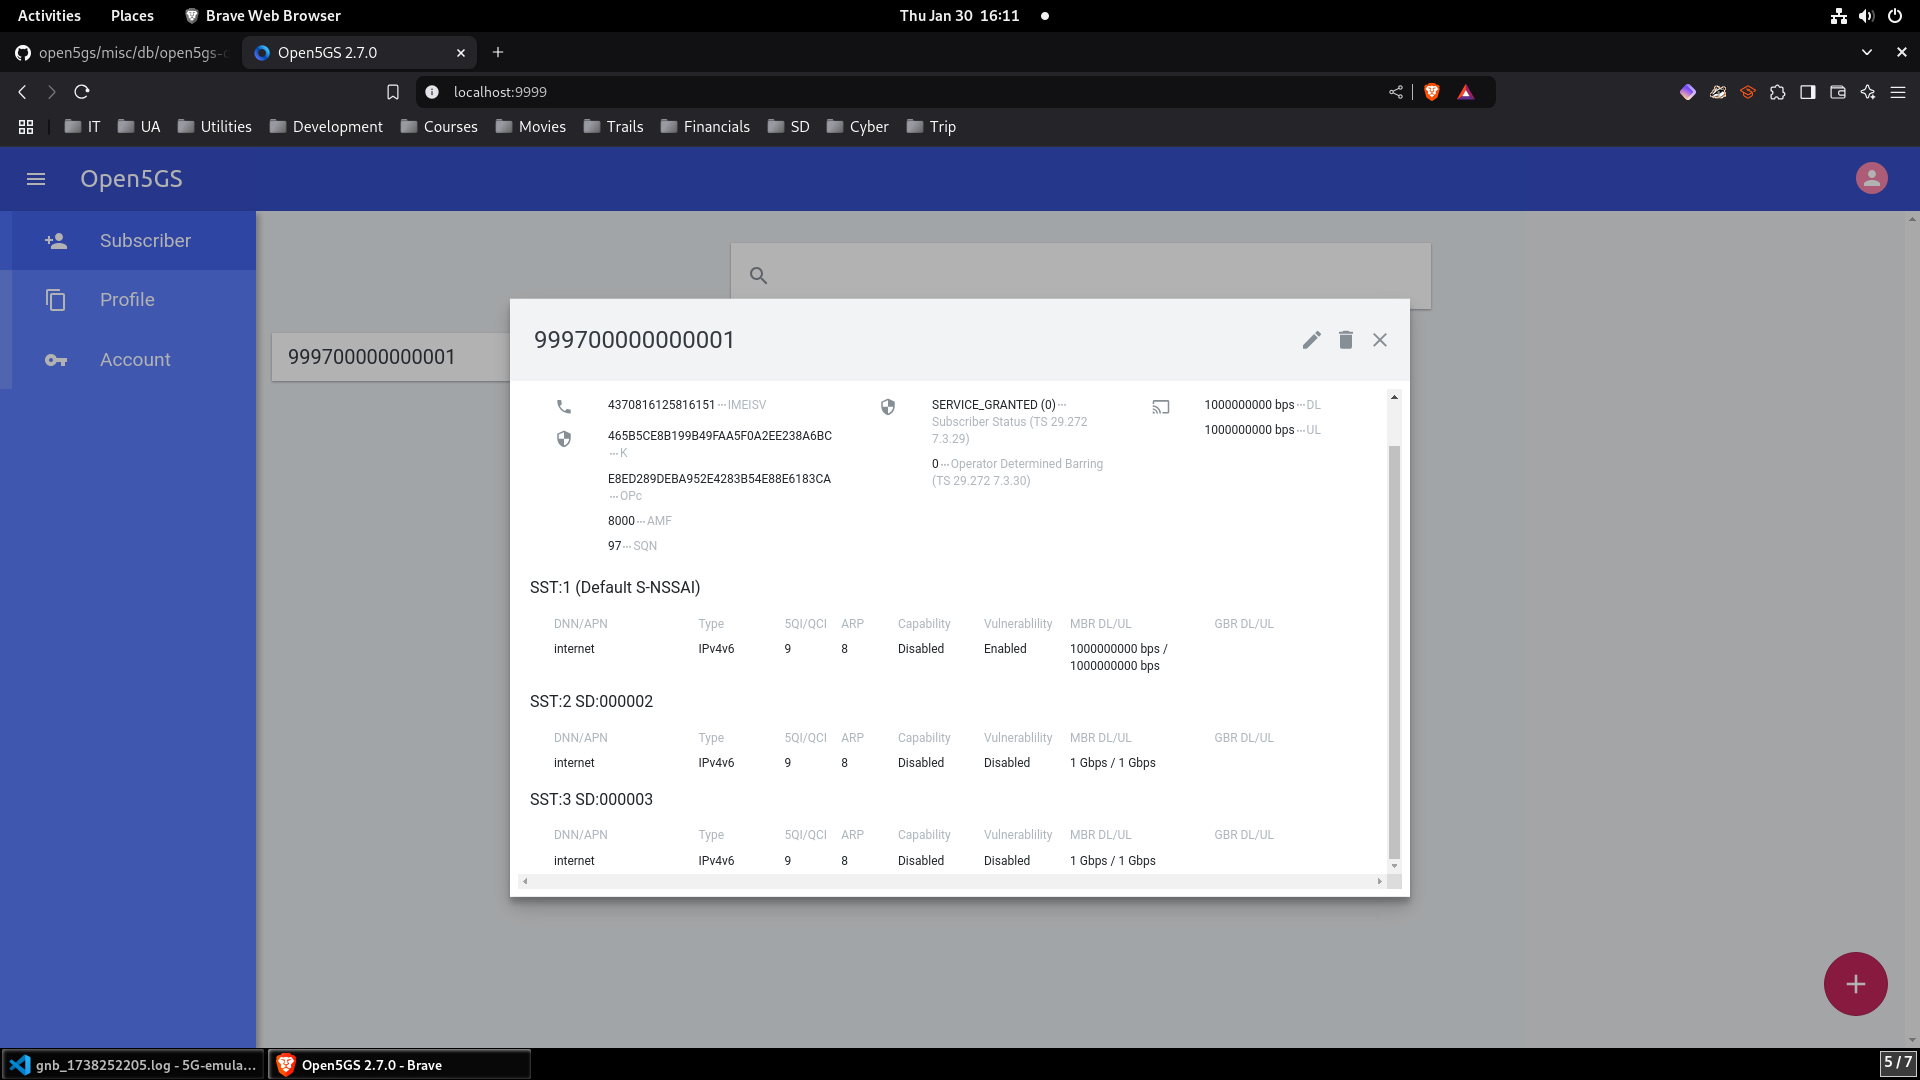 Activities Places Brave Web Browser Thu Jan 30 16:11
open5gs/misc/db/open5gs- Open5GS 2.7.0
localhost:9999
IT UA Utilities Development Courses Movies Trails Financials SD Cyber Trip
Open5GS
Subscriber
Profile
Account
999700000000001
999700000000001
4370816125816151···IMEISV
465B5CE8B199B49FAA5F0A2EE238A6BC
···K
E8ED289DEBA952E4283B54E88E6183CA
···OPc
8000···AMF
97···SQN
SERVICE_GRANTED (0)···
Subscriber Status (TS 29.272
7.3.29)
0···Operator Determined Barring
(TS 29.272 7.3.30)
1000000000 bps···DL
1000000000 bps···UL
SST:1 (Default S-NSSAI)
DNN/APN Type 5QI/QCI ARP Capability Vulnerablility MBR DL/UL GBR DL/UL
internet IPv4v6 9 8 Disabled Enabled 1000000000 bps /
1000000000 bps
SST:2 SD:000002
DNN/APN Type 5QI/QCI ARP Capability Vulnerablility MBR DL/UL GBR DL/UL
internet IPv4v6 9 8 Disabled Disabled 1 Gbps / 1 Gbps
SST:3 SD:000003
DNN/APN Type 5QI/QCI ARP Capability Vulnerablility MBR DL/UL GBR DL/UL
internet IPv4v6 9 8 Disabled Disabled 1 Gbps / 1 Gbps
gnb_1738252205.log - 5G-emula... Open5GS 2.7.0 - Brave 5 / 7